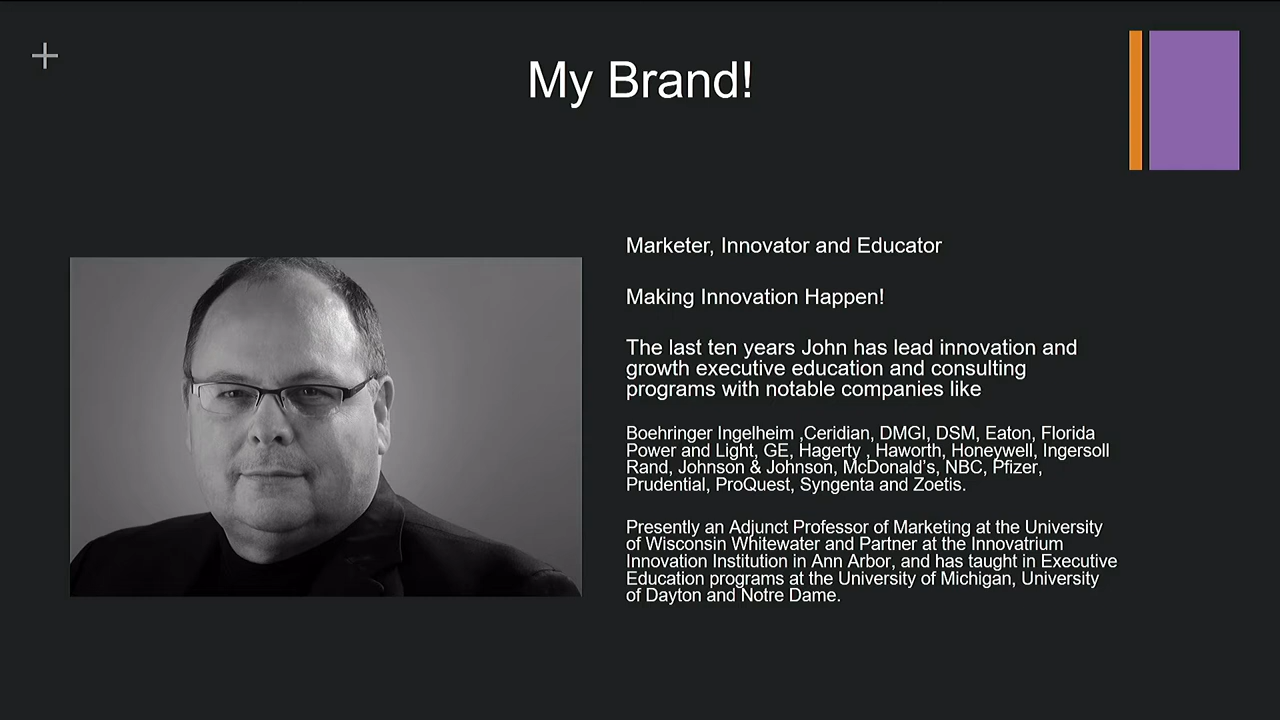 My Brand!
Marketer, Innovator and Educator
Making Innovation Happen!
The last ten years John has lead innovation and
growth executive education and consulting
programs with notable companies like
Boehringer Ingelheim ,Ceridian, DMGI, DSM, Eaton, Florida
Power and Light, GE, Hagerty , Haworth, Honeywell, Ingersoll
Rand, Johnson & Johnson, McDonald's, NBC, Pfizer,
Prudential, ProQuest, Syngenta and Zoetis.
Presently an Adjunct Professor of Marketing at the University
of Wisconsin Whitewater and Partner at the Innovatrium
Innovation Institution in Ann Arbor, and has taught in Executive
Education programs at the University of Michigan, University
of Dayton and Notre Dame.